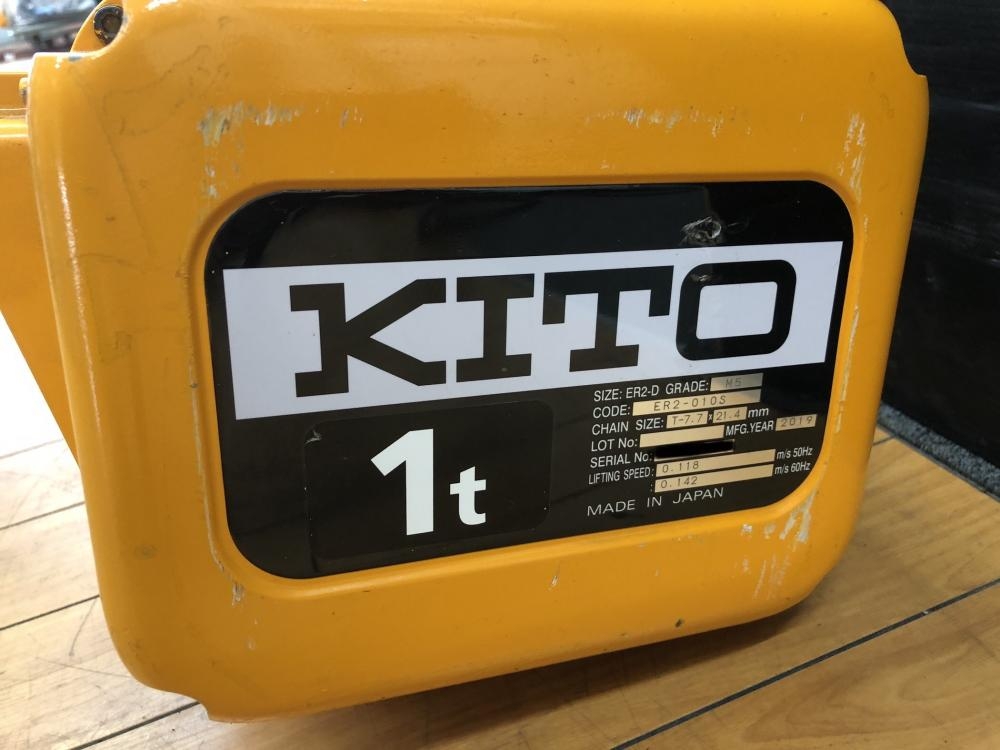 KITO
1t
SIZE: ER2-D GRADE: M5
CODE: ER2-010S
CHAIN SIZE: T-7.7 × 21.4 mm
LOT No: MFG.YEAR 2019
SERIAL No:
LIFTING SPEED: 0.118 m/s 50Hz
: 0.142 m/s 60Hz
MADE IN JAPAN